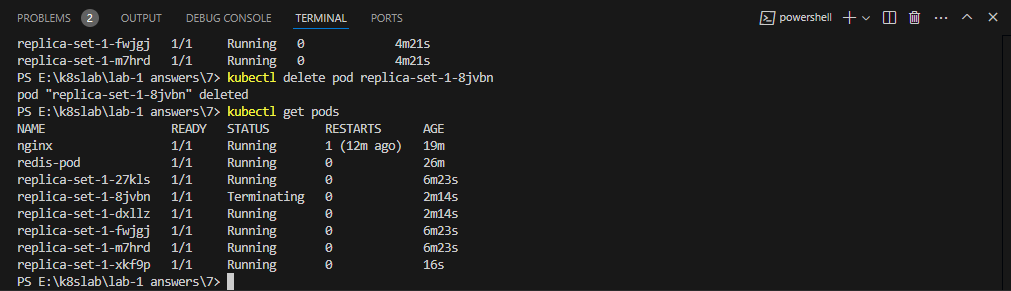 PROBLEMS 2 OUTPUT DEBUG CONSOLE TERMINAL PORTS powershell
replica-set-1-fwjgj 1/1 Running 0 4m21s
replica-set-1-m7hrd 1/1 Running 0 4m21s
PS E:\k8slab\lab-1 answers\7> kubectl delete pod replica-set-1-8jvbn
pod "replica-set-1-8jvbn" deleted
PS E:\k8slab\lab-1 answers\7> kubectl get pods
NAME READY STATUS RESTARTS AGE
nginx 1/1 Running 1 (12m ago) 19m
redis-pod 1/1 Running 0 26m
replica-set-1-27kls 1/1 Running 0 6m23s
replica-set-1-8jvbn 1/1 Terminating 0 2m14s
replica-set-1-dxllz 1/1 Running 0 2m14s
replica-set-1-fwjgj 1/1 Running 0 6m23s
replica-set-1-m7hrd 1/1 Running 0 6m23s
replica-set-1-xkf9p 1/1 Running 0 16s
PS E:\k8slab\lab-1 answers\7>